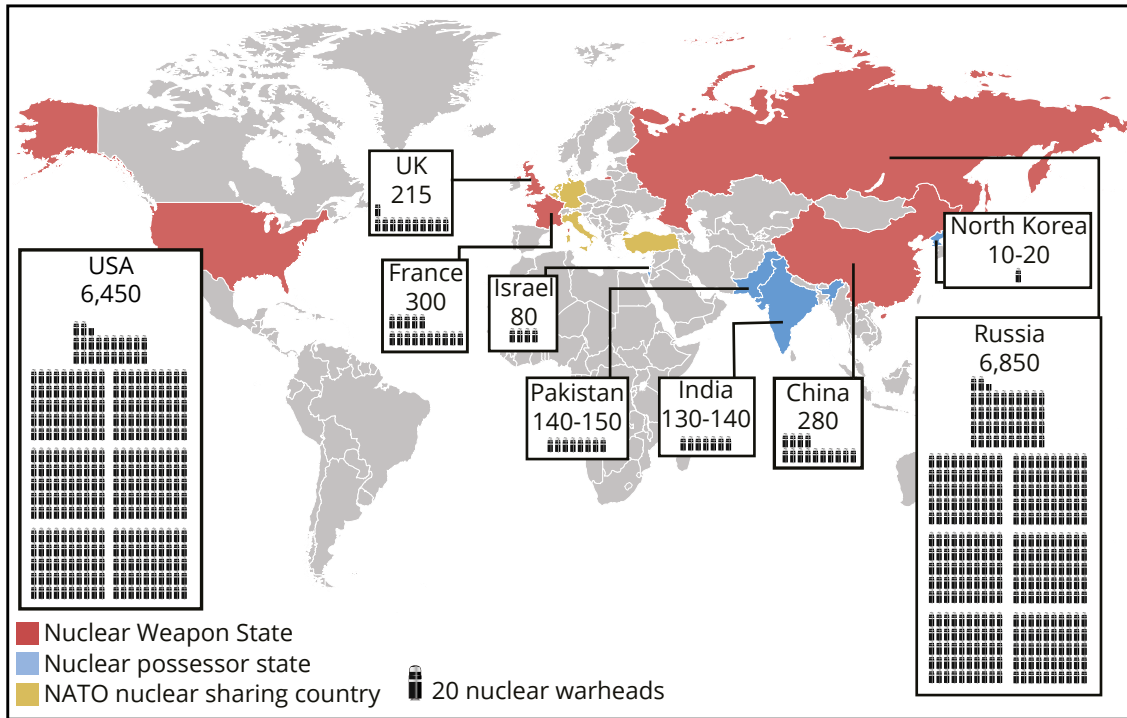 UK
215
North Korea
10-20
USA
6,450
France
300
Israel
80
Russia
6,850
Pakistan
140-150
India
130-140
China
280
Nuclear Weapon State
Nuclear possessor state
NATO nuclear sharing country
20 nuclear warheads